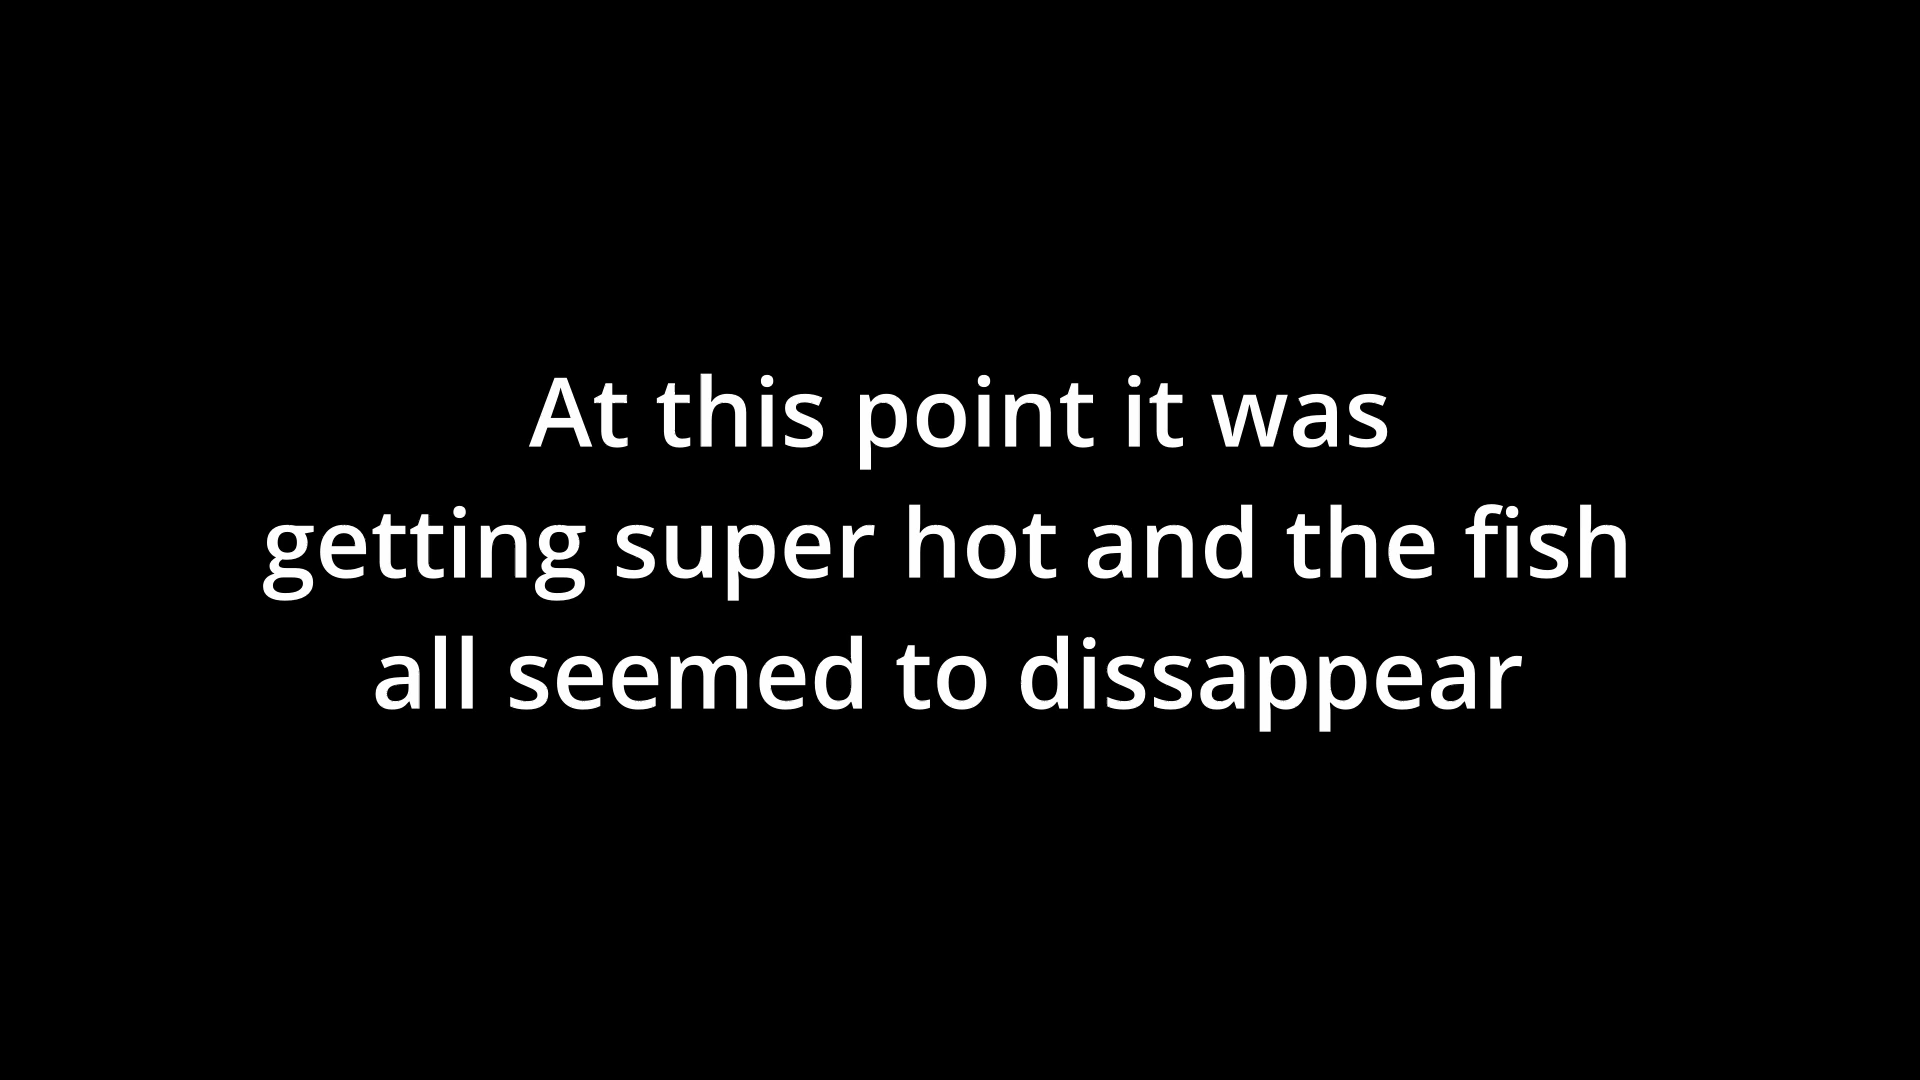 At this point it was
getting super hot and the fish
all seemed to dissappear